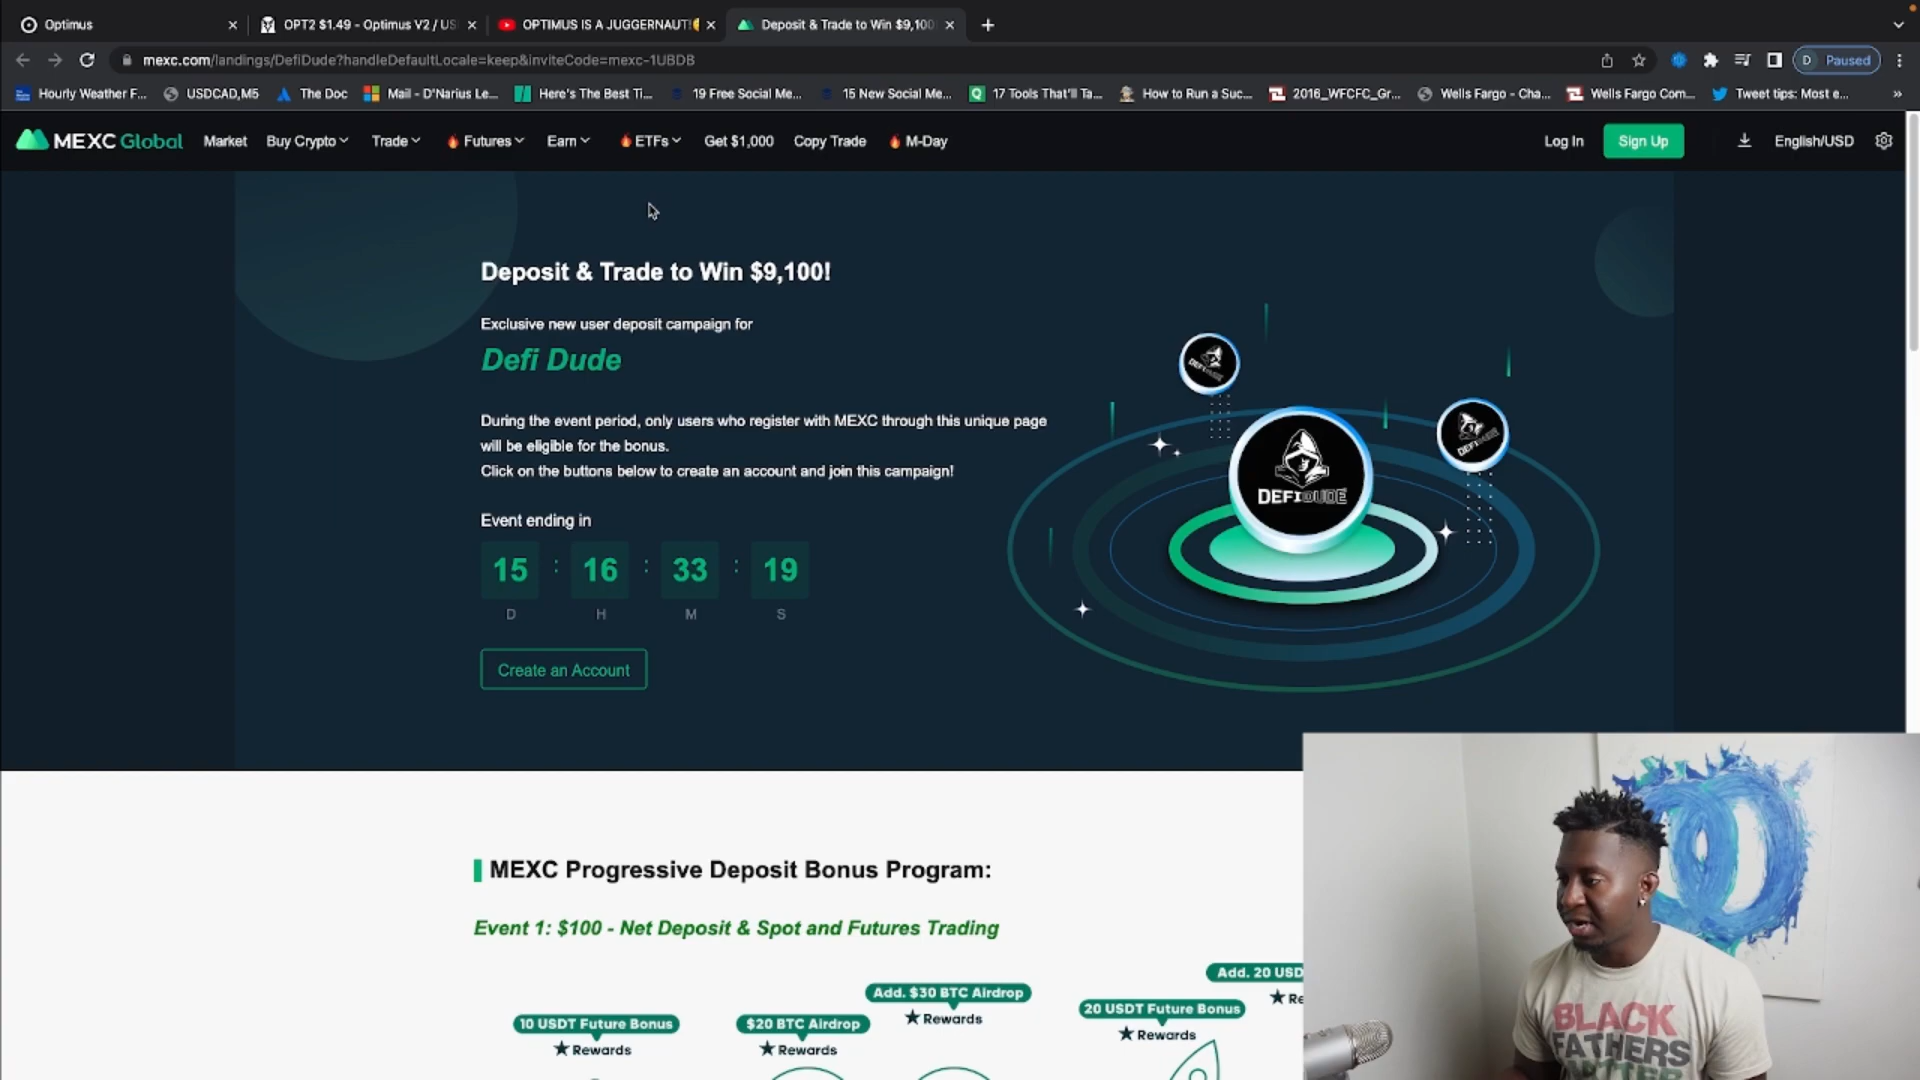 Optimus
OPT2 $1.49 - Optimus V2 / US
OPTIMUS IS A JUGGERNAUT!
Deposit & Trade to Win $9,100
mexc.com/landings/DefiDude?handleDefaultLocale=keep&inviteCode=mexc-1UBDB
D Paused
Hourly Weather F...
USDCAD,M5
The Doc
Mail - D'Narius Le...
Here's The Best Ti...
19 Free Social Me...
15 New Social Me...
17 Tools That'll Ta...
How to Run a Suc...
2016_WFCFC_Gr...
Wells Fargo - Cha...
Wells Fargo Com...
Tweet tips: Most e...
»
MEXC Global
Market
Buy Crypto
Trade
Futures
Earn
ETFs
Get $1,000
Copy Trade
M-Day
Log In
Sign Up
English/USD
Deposit & Trade to Win $9,100!
Exclusive new user deposit campaign for
Defi Dude
During the event period, only users who register with MEXC through this unique page
will be eligible for the bonus.
Click on the buttons below to create an account and join this campaign!
Event ending in
15 : 16 : 33 : 19
D H M S
Create an Account
DEFIDUDE
DEFIDUDE
DEFIDUDE
MEXC Progressive Deposit Bonus Program:
Event 1: $100 - Net Deposit & Spot and Futures Trading
10 USDT Future Bonus
★ Rewards
$20 BTC Airdrop
★ Rewards
Add. $30 BTC Airdrop
★ Rewards
20 USDT Future Bonus
★ Rewards
Add. 20 USD
★ Re
BLACK
FATHERS
MATTER